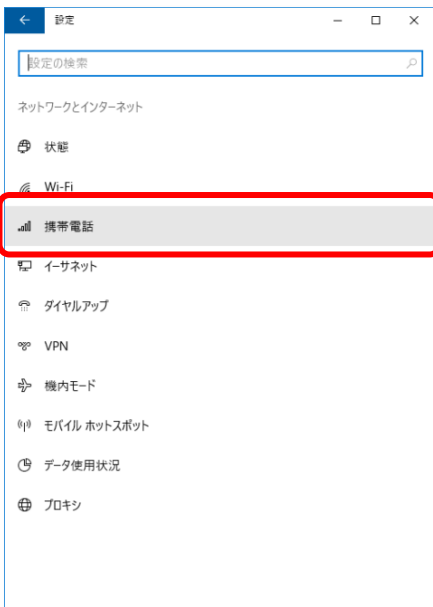 設定
設定の検索
ネットワークとインターネット
状態
Wi-Fi
携帯電話
イーサネット
ダイヤルアップ
VPN
機内モード
モバイル ホットスポット
データ使用状況
プロキシ